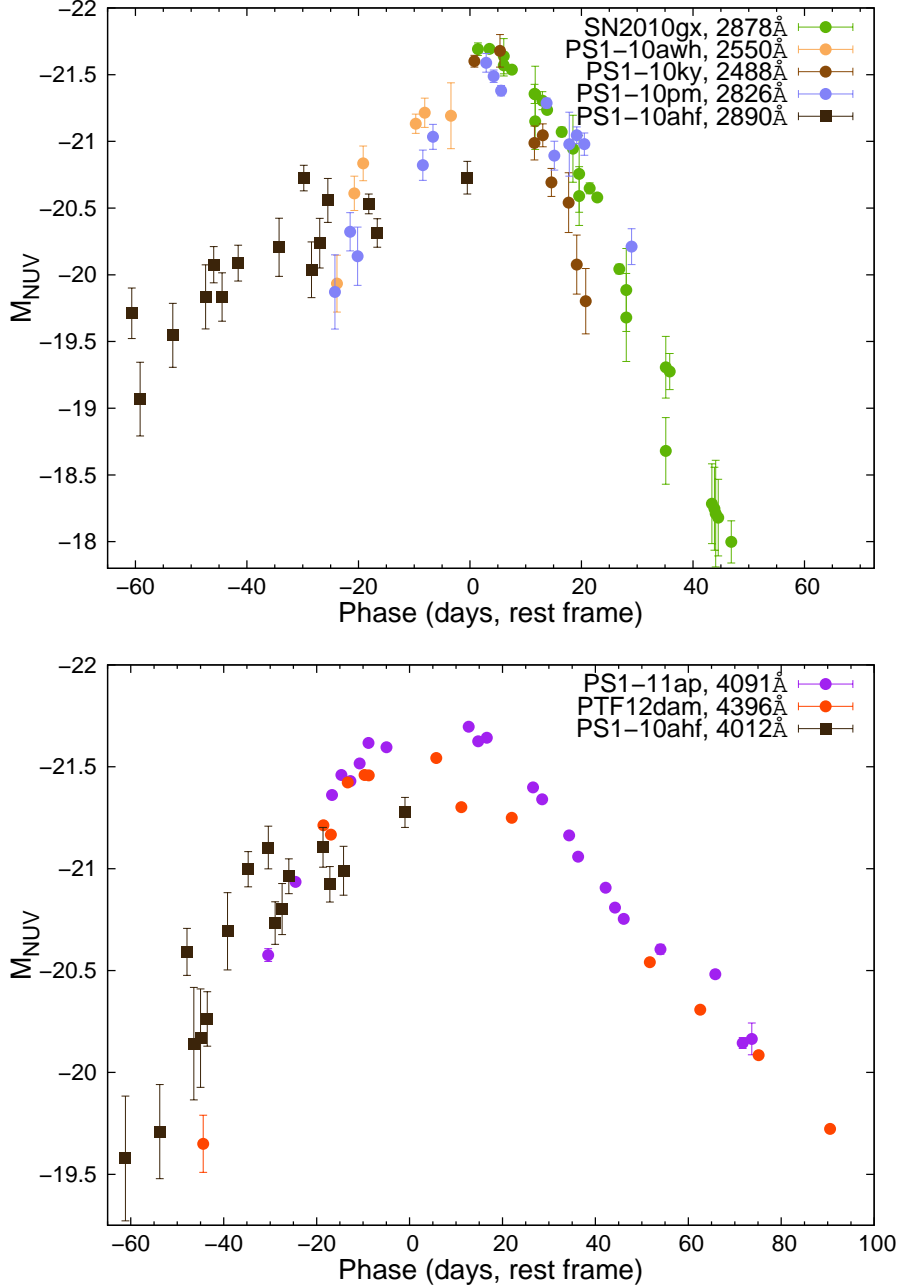 −22
−21.5
−21
−20.5
−20
−19.5
−19
−18.5
−18
M_NUV
SN2010gx, 2878Å
PS1−10awh, 2550Å
PS1−10ky, 2488Å
PS1−10pm, 2826Å
PS1−10ahf, 2890Å
−60 −40 −20 0 20 40 60
Phase (days, rest frame)
−22
−21.5
−21
−20.5
−20
−19.5
M_NUV
PS1−11ap, 4091Å
PTF12dam, 4396Å
PS1−10ahf, 4012Å
−60 −40 −20 0 20 40 60 80 100
Phase (days, rest frame)